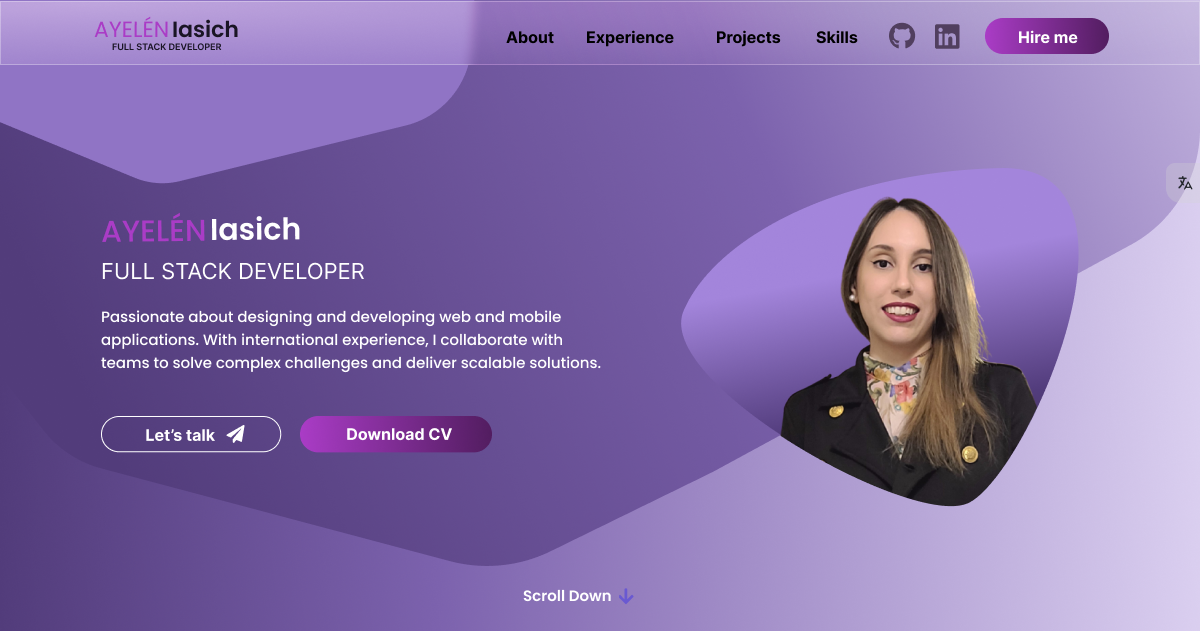 AYELÉN Iasich
FULL STACK DEVELOPER
About Experience Projects Skills Hire me
AYELÉN Iasich
FULL STACK DEVELOPER
Passionate about designing and developing web and mobile
applications. With international experience, I collaborate with
teams to solve complex challenges and deliver scalable solutions.
Let's talk Download CV
Scroll Down